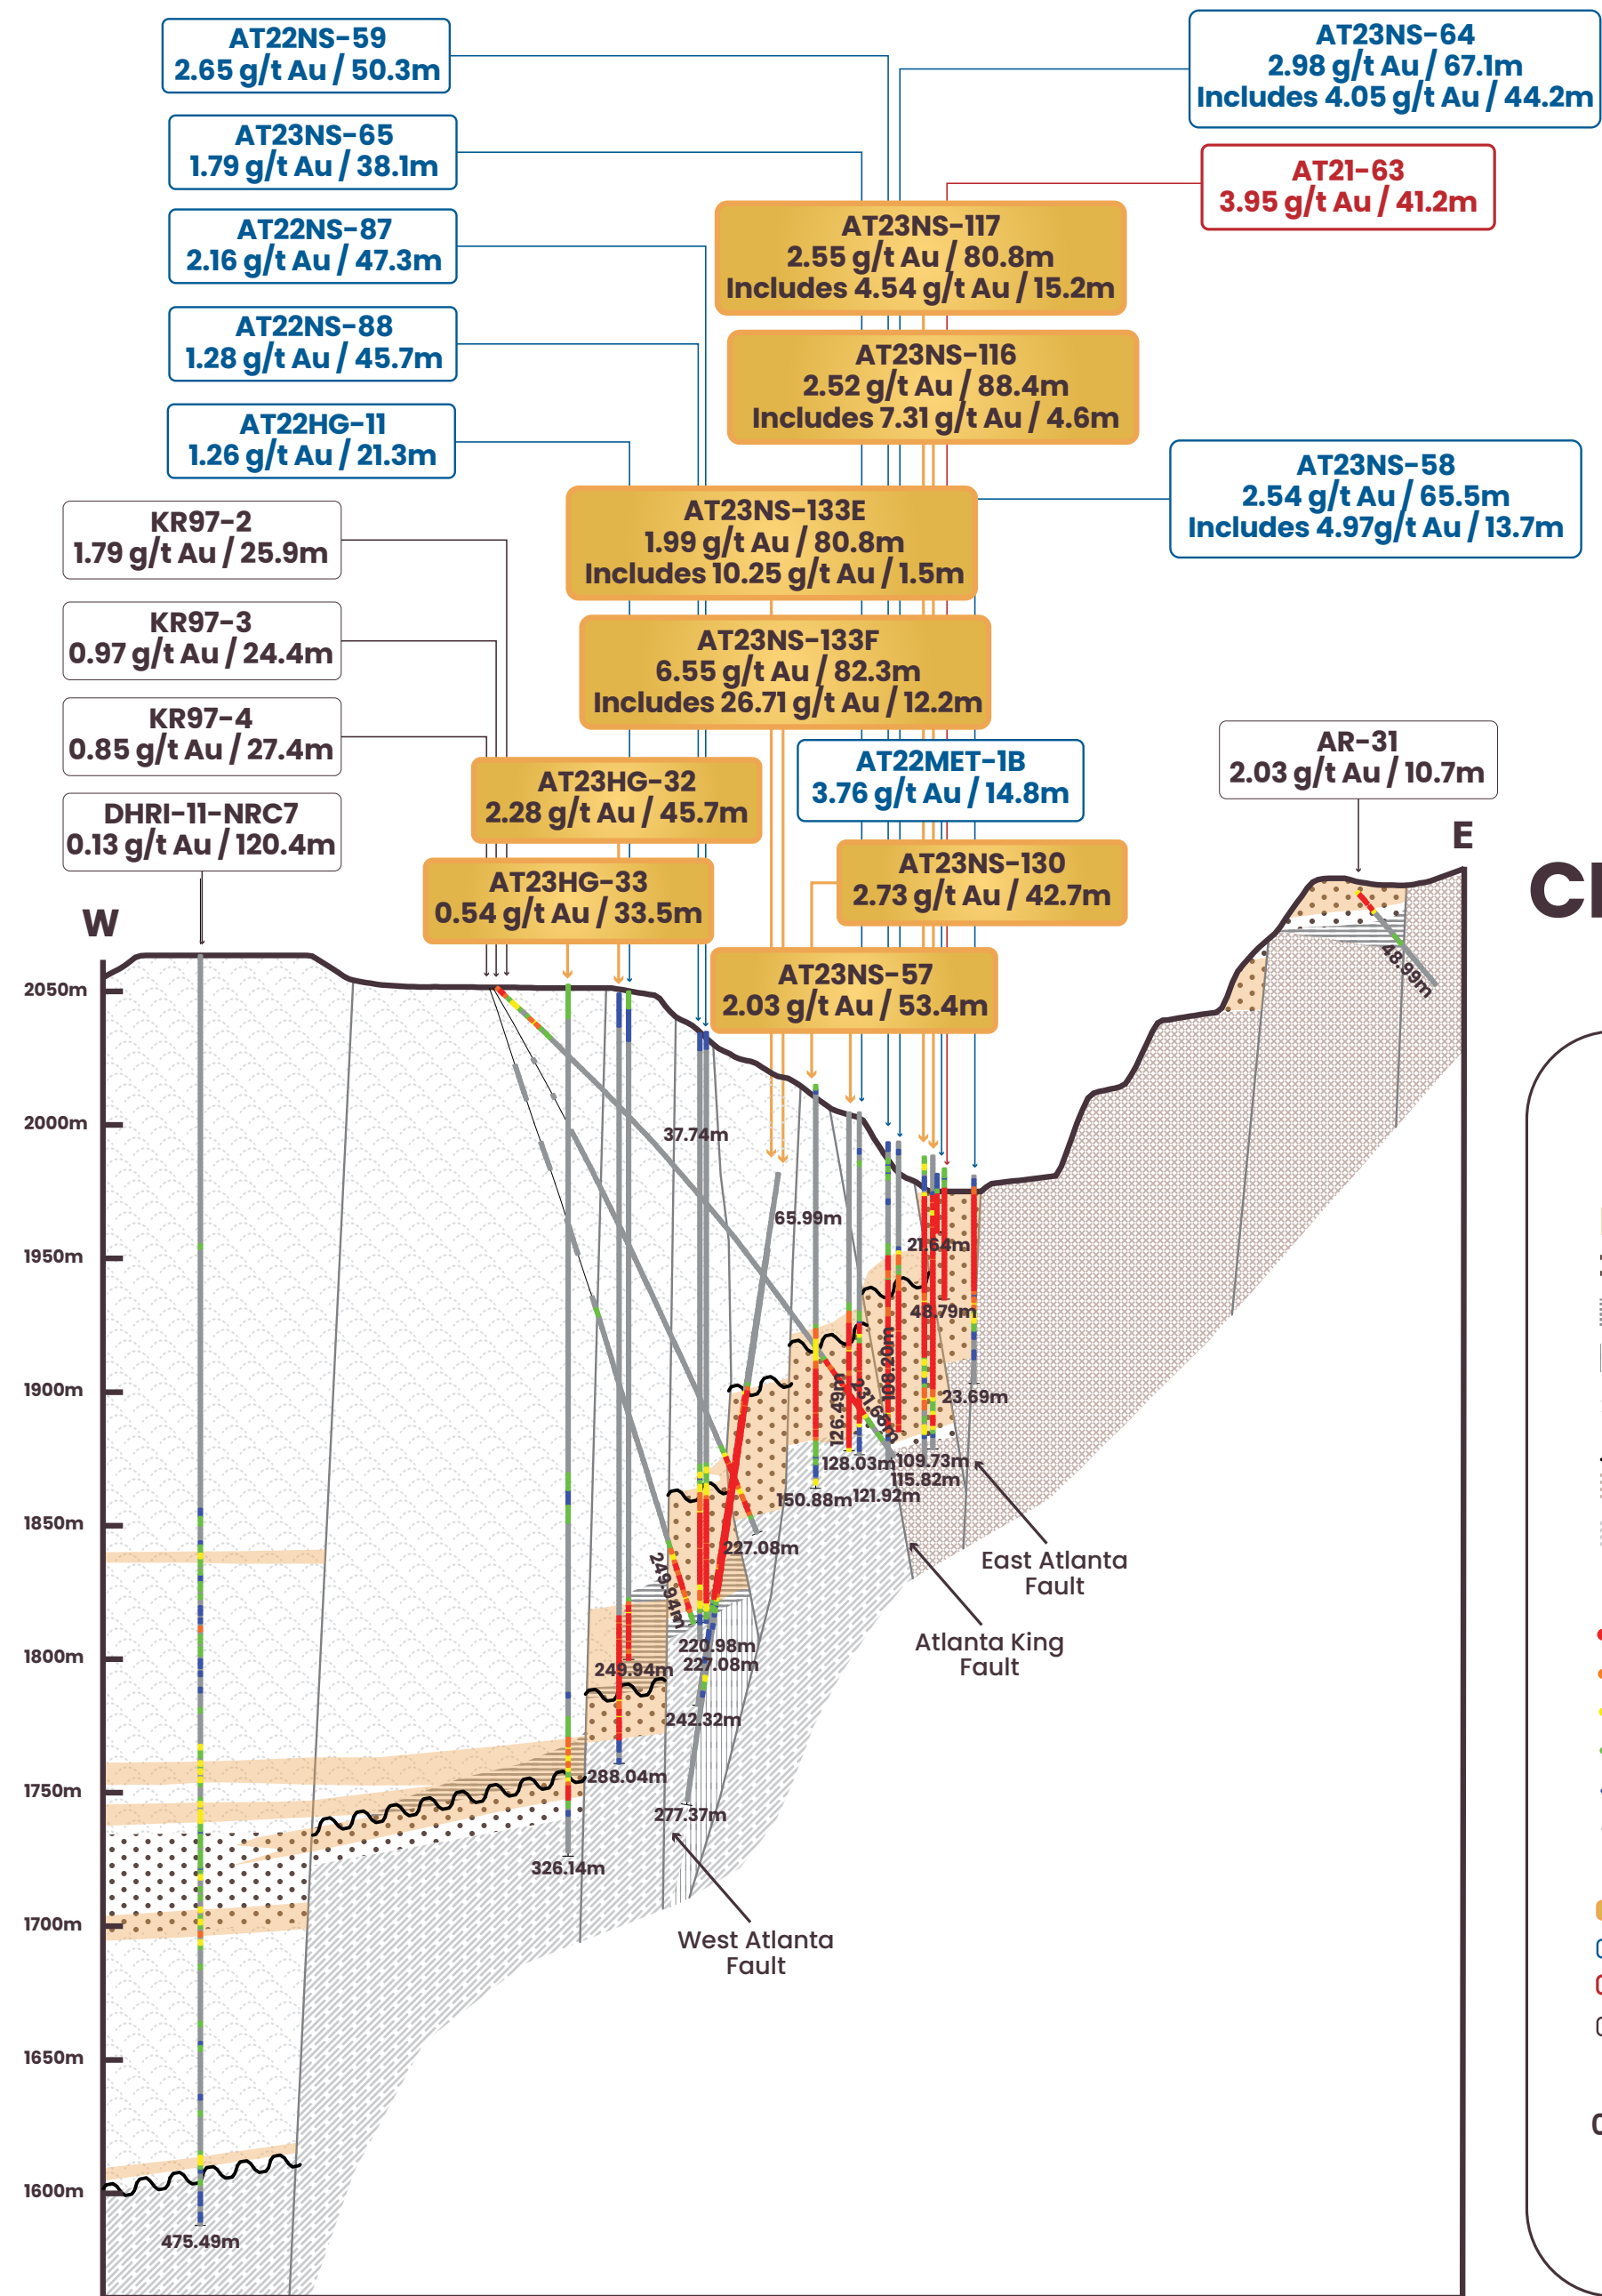 AT22NS-59
2.65 g/t Au / 50.3m
AT23NS-64
2.98 g/t Au / 67.1m
Includes 4.05 g/t Au / 44.2m
AT23NS-65
1.79 g/t Au / 38.1m
AT21-63
3.95 g/t Au / 41.2m
AT22NS-87
2.16 g/t Au / 47.3m
AT23NS-117
2.55 g/t Au / 80.8m
Includes 4.54 g/t Au / 15.2m
AT22NS-88
1.28 g/t Au / 45.7m
AT23NS-116
2.52 g/t Au / 88.4m
Includes 7.31 g/t Au / 4.6m
AT22HG-11
1.26 g/t Au / 21.3m
AT23NS-58
2.54 g/t Au / 65.5m
Includes 4.97g/t Au / 13.7m
KR97-2
1.79 g/t Au / 25.9m
AT23NS-133E
1.99 g/t Au / 80.8m
Includes 10.25 g/t Au / 1.5m
KR97-3
0.97 g/t Au / 24.4m
AT23NS-133F
6.55 g/t Au / 82.3m
Includes 26.71 g/t Au / 12.2m
KR97-4
0.85 g/t Au / 27.4m
AR-31
2.03 g/t Au / 10.7m
AT22MET-1B
3.76 g/t Au / 14.8m
AT23HG-32
2.28 g/t Au / 45.7m
DHRI-11-NRC7
0.13 g/t Au / 120.4m
AT23NS-130
2.73 g/t Au / 42.7m
AT23HG-33
0.54 g/t Au / 33.5m
W
E
AT23NS-57
2.03 g/t Au / 53.4m
48.99m
2050m
2000m
1950m
1900m
1850m
1800m
1750m
1700m
1650m
1600m
37.74m
65.99m
21.64m
48.79m
108.20m
126.49m
231.65m
23.69m
128.03m
109.73m
115.82m
150.88m
121.92m
227.08m
249.94m
East Atlanta
Fault
Atlanta King
Fault
220.98m
227.08m
249.94m
242.32m
288.04m
277.37m
326.14m
West Atlanta
Fault
475.49m